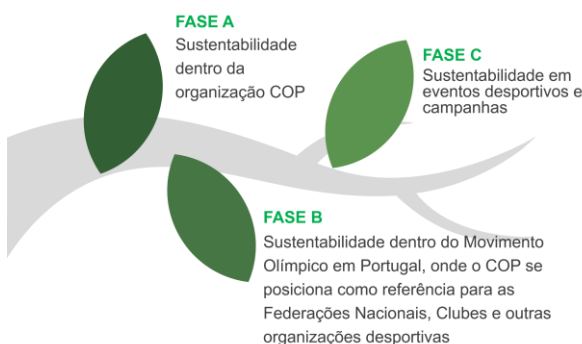 FASE A
Sustentabilidade
dentro da
organização COP
FASE C
Sustentabilidade em
eventos desportivos e
campanhas
FASE B
Sustentabilidade dentro do Movimento
Olímpico em Portugal, onde o COP se
posiciona como referência para as
Federações Nacionais, Clubes e outras
organizações desportivas